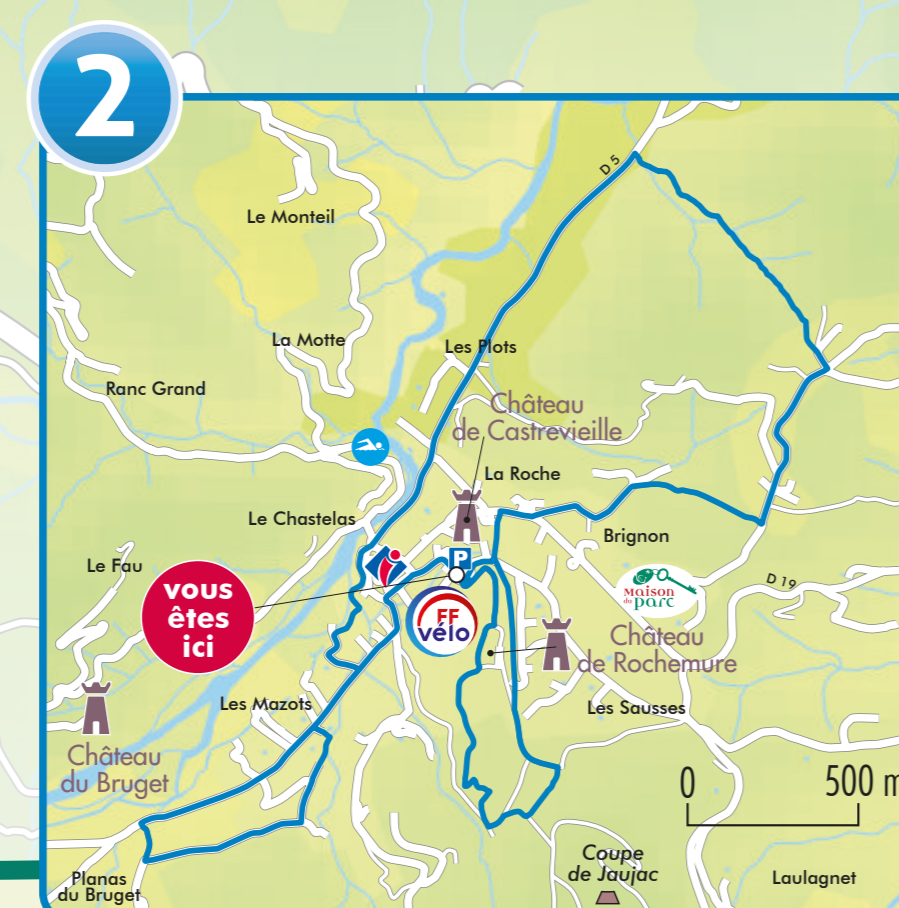 2
D 5
Le Monteil
La Motte
Les Plots
Ranc Grand
Château
de Castrevieille
La Roche
Le Chastelas
Brignon
Le Fau
P
vous
êtes
ici
FF
vélo
maison
du parc
D 19
Château
de Rochemure
Les Mazots
Les Sausses
Château
du Bruget
0 500 m
Planas
du Bruget
Coupe
de Jaujac
Laulagnet